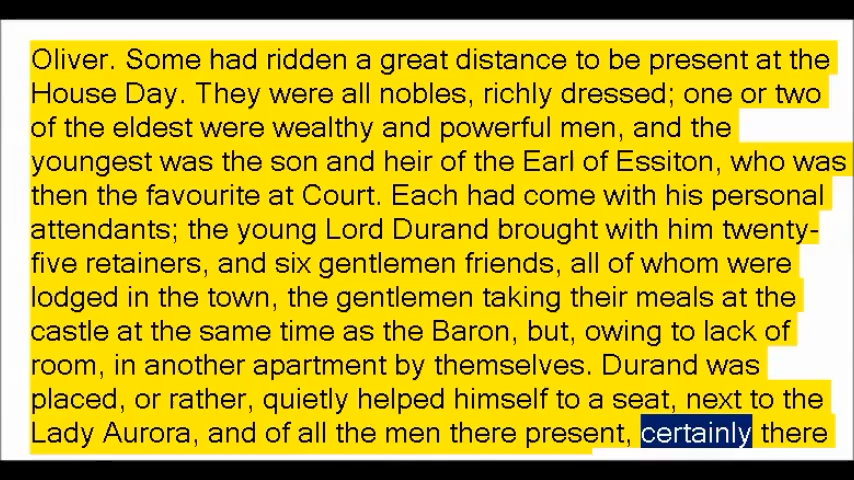 Oliver. Some had ridden a great distance to be present at the
House Day. They were all nobles, richly dressed; one or two
of the eldest were wealthy and powerful men, and the
youngest was the son and heir of the Earl of Essiton, who was
then the favourite at Court. Each had come with his personal
attendants; the young Lord Durand brought with him twenty-
five retainers, and six gentlemen friends, all of whom were
lodged in the town, the gentlemen taking their meals at the
castle at the same time as the Baron, but, owing to lack of
room, in another apartment by themselves. Durand was
placed, or rather, quietly helped himself to a seat, next to the
Lady Aurora, and of all the men there present, certainly there